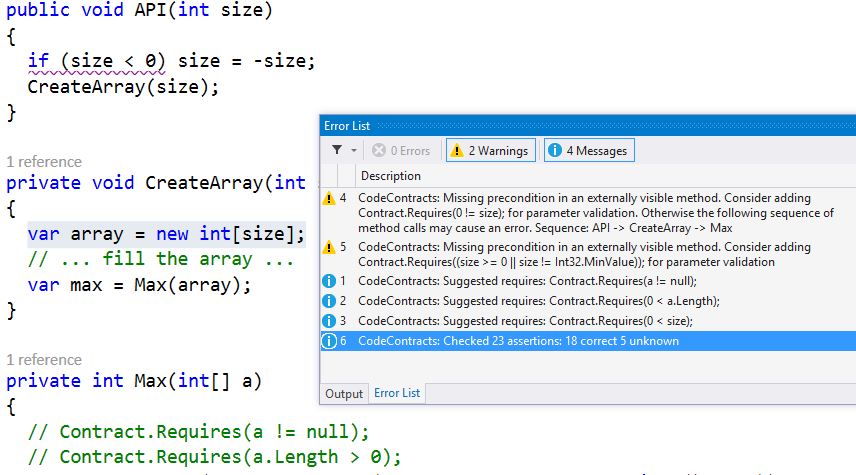 public void API(int size)
{
if (size < 0) size = -size;
CreateArray(size);
}
1 reference
private void CreateArray(int
{
var array = new int[size];
// ... fill the array ...
var max = Max(array);
}
1 reference
private int Max(int[] a)
{
// Contract.Requires(a != null);
// Contract.Requires(a.Length > 0);
Error List
0 Errors
2 Warnings
4 Messages
Description
4 CodeContracts: Missing precondition in an externally visible method. Consider adding
Contract.Requires(0 != size); for parameter validation. Otherwise the following sequence of
method calls may cause an error. Sequence: API -> CreateArray -> Max
5 CodeContracts: Missing precondition in an externally visible method. Consider adding
Contract.Requires((size >= 0 || size != Int32.MinValue)); for parameter validation
1 CodeContracts: Suggested requires: Contract.Requires(a != null);
2 CodeContracts: Suggested requires: Contract.Requires(0 < a.Length);
3 CodeContracts: Suggested requires: Contract.Requires(0 < size);
6 CodeContracts: Checked 23 assertions: 18 correct 5 unknown
Output
Error List